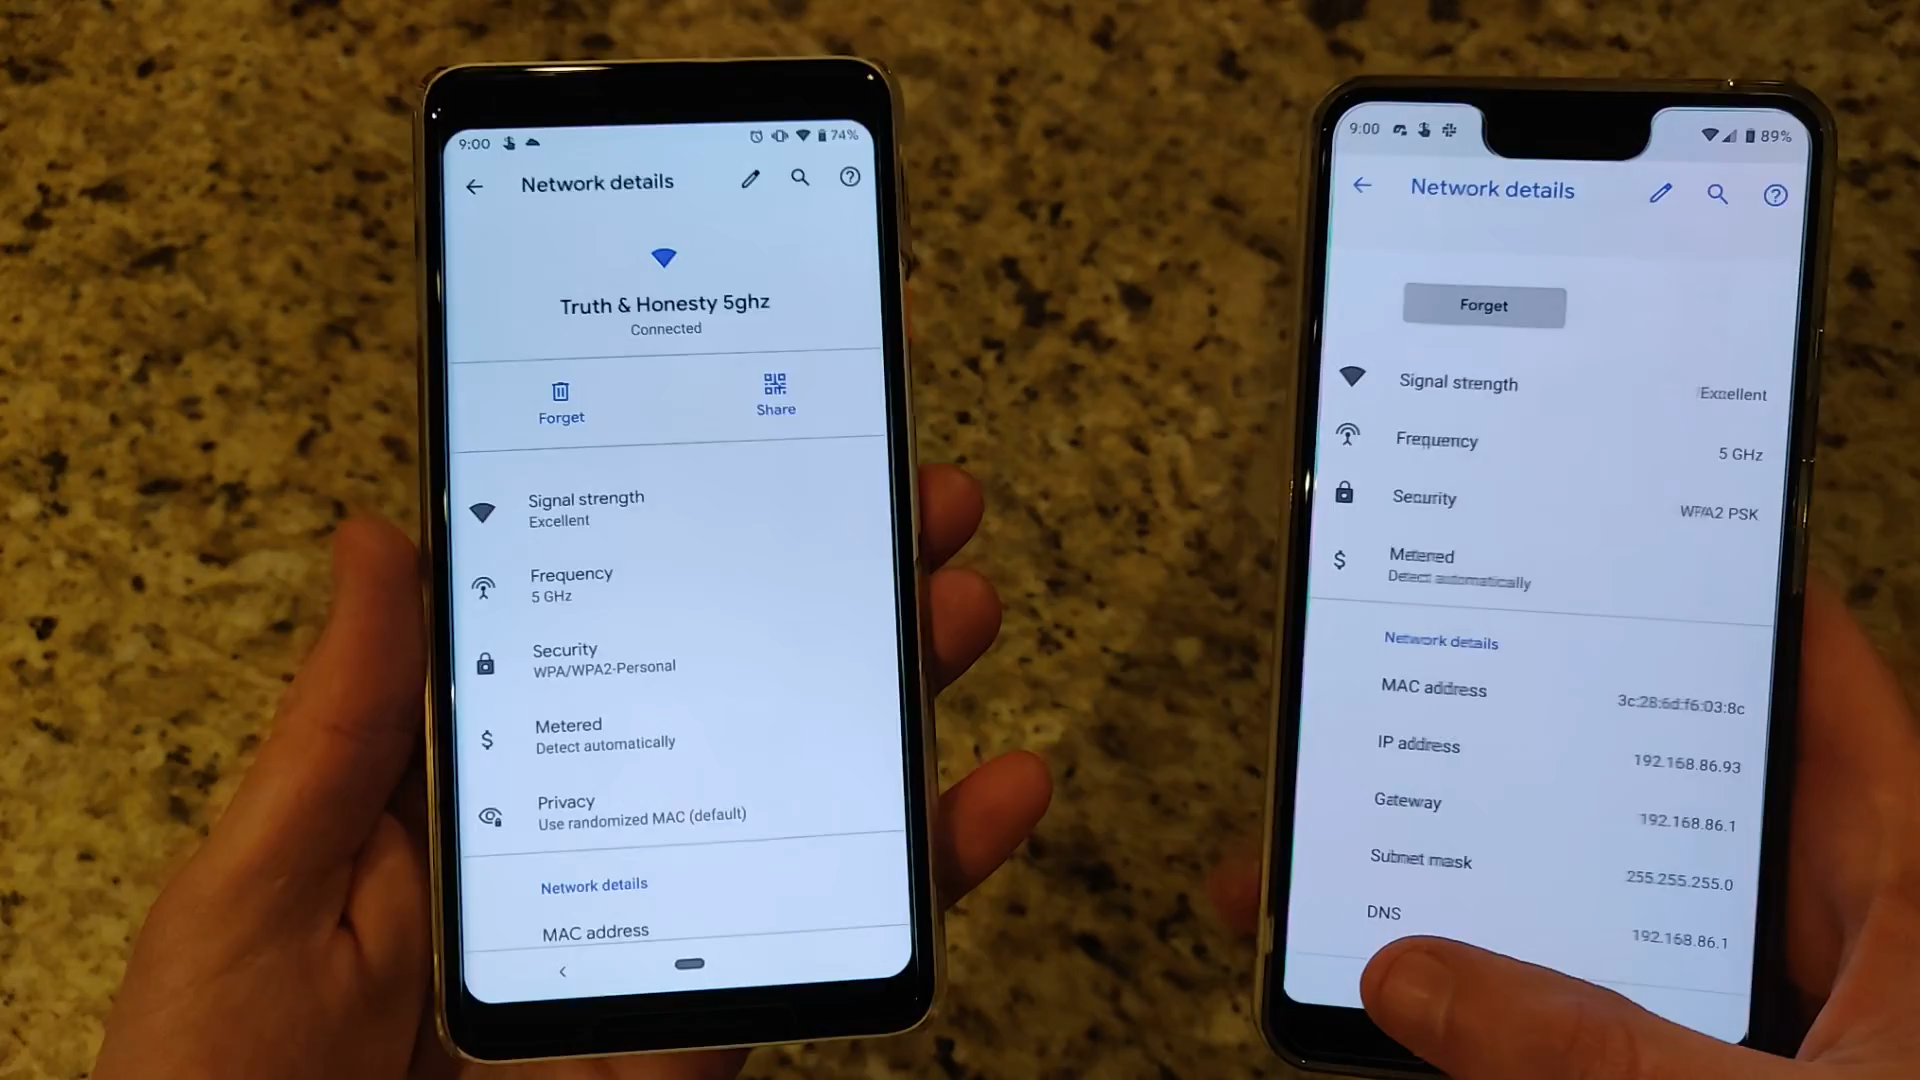 9:00
74%
Network details
Truth & Honesty 5ghz
Connected
Forget
Share
Signal strength
Excellent
Frequency
5 GHz
Security
WPA/WPA2-Personal
Metered
Detect automatically
Privacy
Use randomized MAC (default)
Network details
MAC address
9:00
89%
Network details
Forget
Signal strength
Excellent
Frequency
5 GHz
Security
WPA2 PSK
Metered
Detect automatically
Network details
MAC address
3c:28:6d:f6:03:8c
IP address
192.168.86.93
Gateway
192.168.86.1
Subnet mask
255.255.255.0
DNS
192.168.86.1